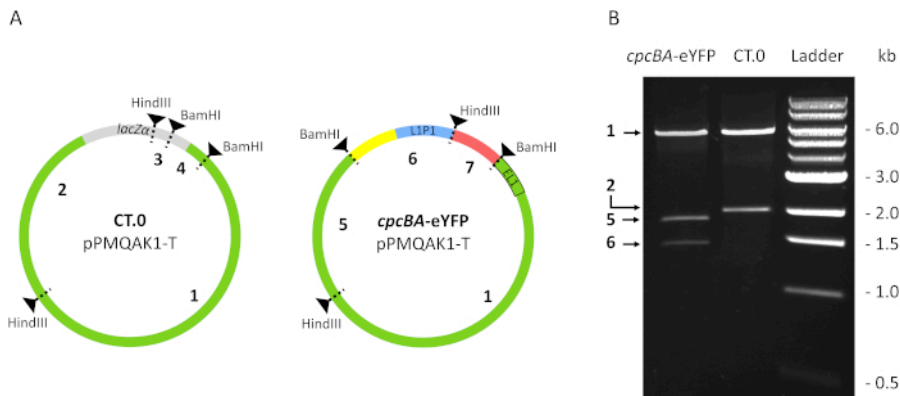 A
B
HindIII
BamHI
lacZα
3
4
BamHI
2
CT.0
pPMQAK1-T
1
HindIII
HindIII
BamHI
L1P1
6
7
BamHI
FL1
5
cpcBA-eYFP
pPMQAK1-T
1
HindIII
cpcBA-eYFP CT.0 Ladder kb
1
- 6.0
- 3.0
2
- 2.0
5
6
- 1.5
- 1.0
- 0.5